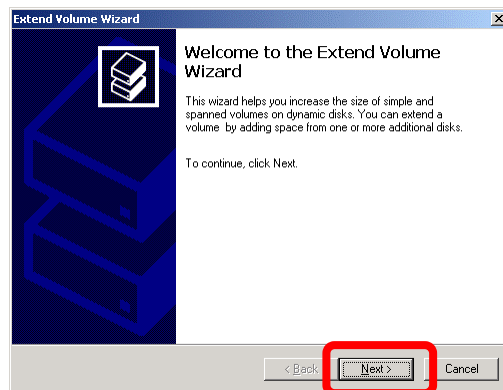 Extend Volume Wizard
Welcome to the Extend Volume
Wizard
This wizard helps you increase the size of simple and
spanned volumes on dynamic disks. You can extend a
volume by adding space from one or more additional disks.
To continue, click Next.
< Back
Next >
Cancel